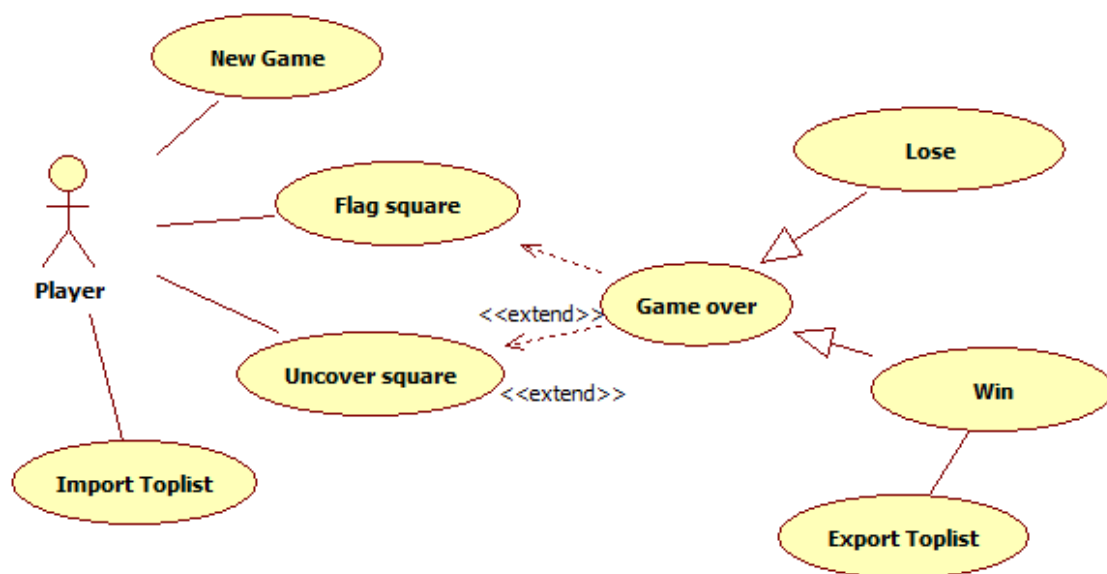 New Game
Lose
Flag square
Player
Game over
<<extend>>
Uncover square
<<extend>>
Win
Import Toplist
Export Toplist